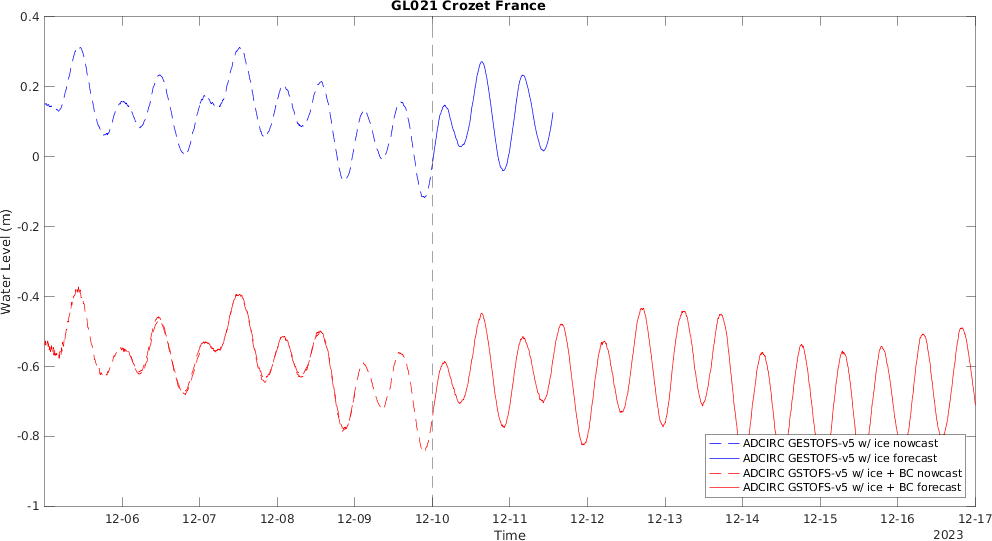 GL021 Crozet France
0.4
0.2
0
-0.2
-0.4
-0.6
-0.8
-1
Water Level (m)
ADCIRC GESTOFS-v5 w/ ice nowcast
ADCIRC GESTOFS-v5 w/ ice forecast
ADCIRC GSTOFS-v5 w/ ice + BC nowcast
ADCIRC GSTOFS-v5 w/ ice + BC forecast
12-06 12-07 12-08 12-09 12-10 12-11 12-12 12-13 12-14 12-15 12-16 12-17
Time
2023